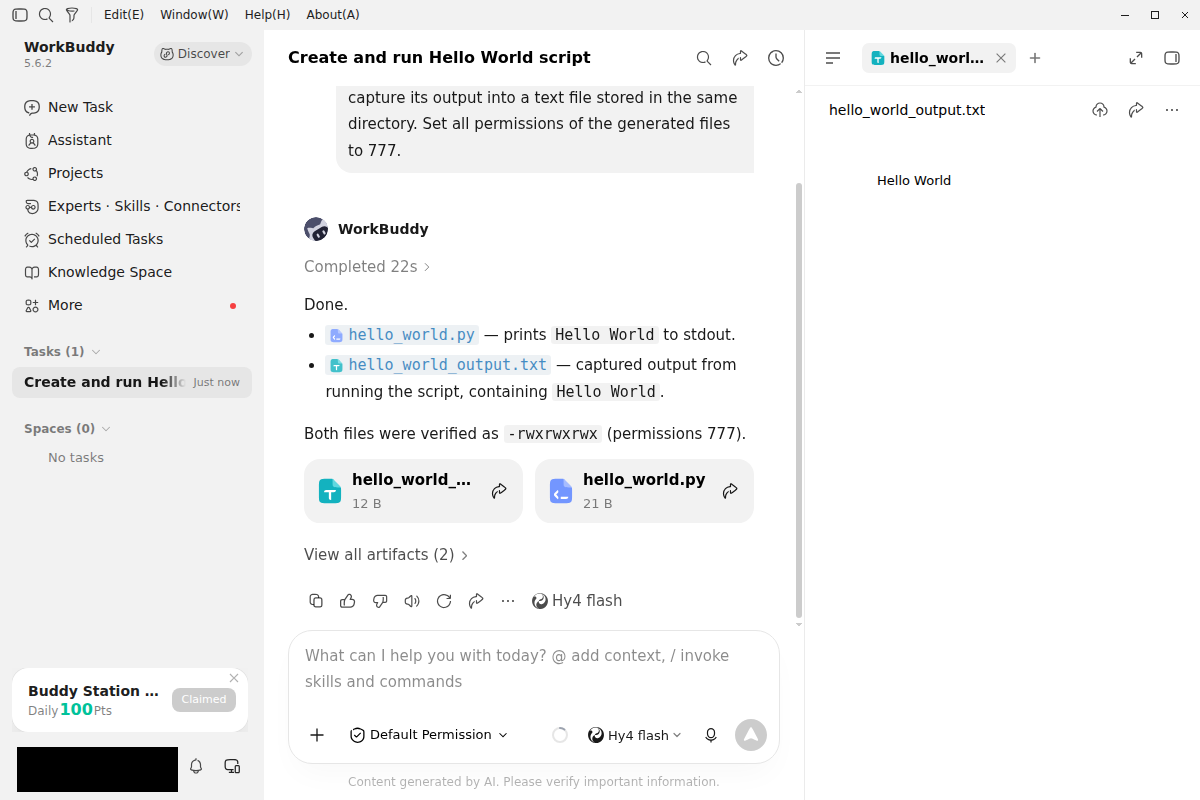 Edit(E) Window(W) Help(H) About(A)
WorkBuddy
5.6.2
Discover
New Task
Assistant
Projects
Experts · Skills · Connectors
Scheduled Tasks
Knowledge Space
More
Tasks (1)
Create and run Hello Just now
Spaces (0)
No tasks
Buddy Station ...
Daily 100 Pts
Claimed
Create and run Hello World script
capture its output into a text file stored in the same
directory. Set all permissions of the generated files
to 777.
WorkBuddy
Completed 22s
Done.
• hello_world.py — prints Hello World to stdout.
• hello_world_output.txt — captured output from
running the script, containing Hello World.
Both files were verified as -rwxrwxrwx (permissions 777).
hello_world_...
12 B
hello_world.py
21 B
View all artifacts (2)
Hy4 flash
What can I help you with today? @ add context, / invoke
skills and commands
Default Permission
Hy4 flash
Content generated by AI. Please verify important information.
hello_worl...
hello_world_output.txt
Hello World